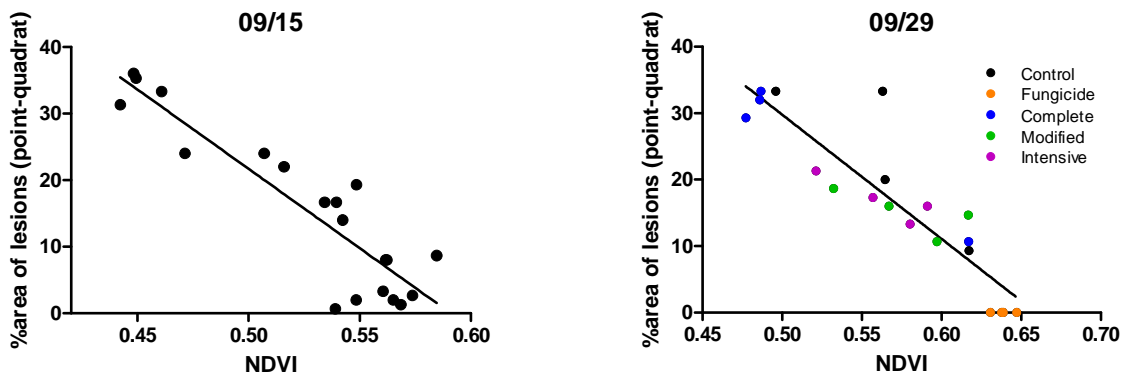 09/15
%area of lesions (point-quadrat)
40
30
20
10
0
0.45 0.50 0.55 0.60
NDVI
09/29
%area of lesions (point-quadrat)
40
30
20
10
0
0.45 0.50 0.55 0.60 0.65 0.70
NDVI
Control
Fungicide
Complete
Modified
Intensive